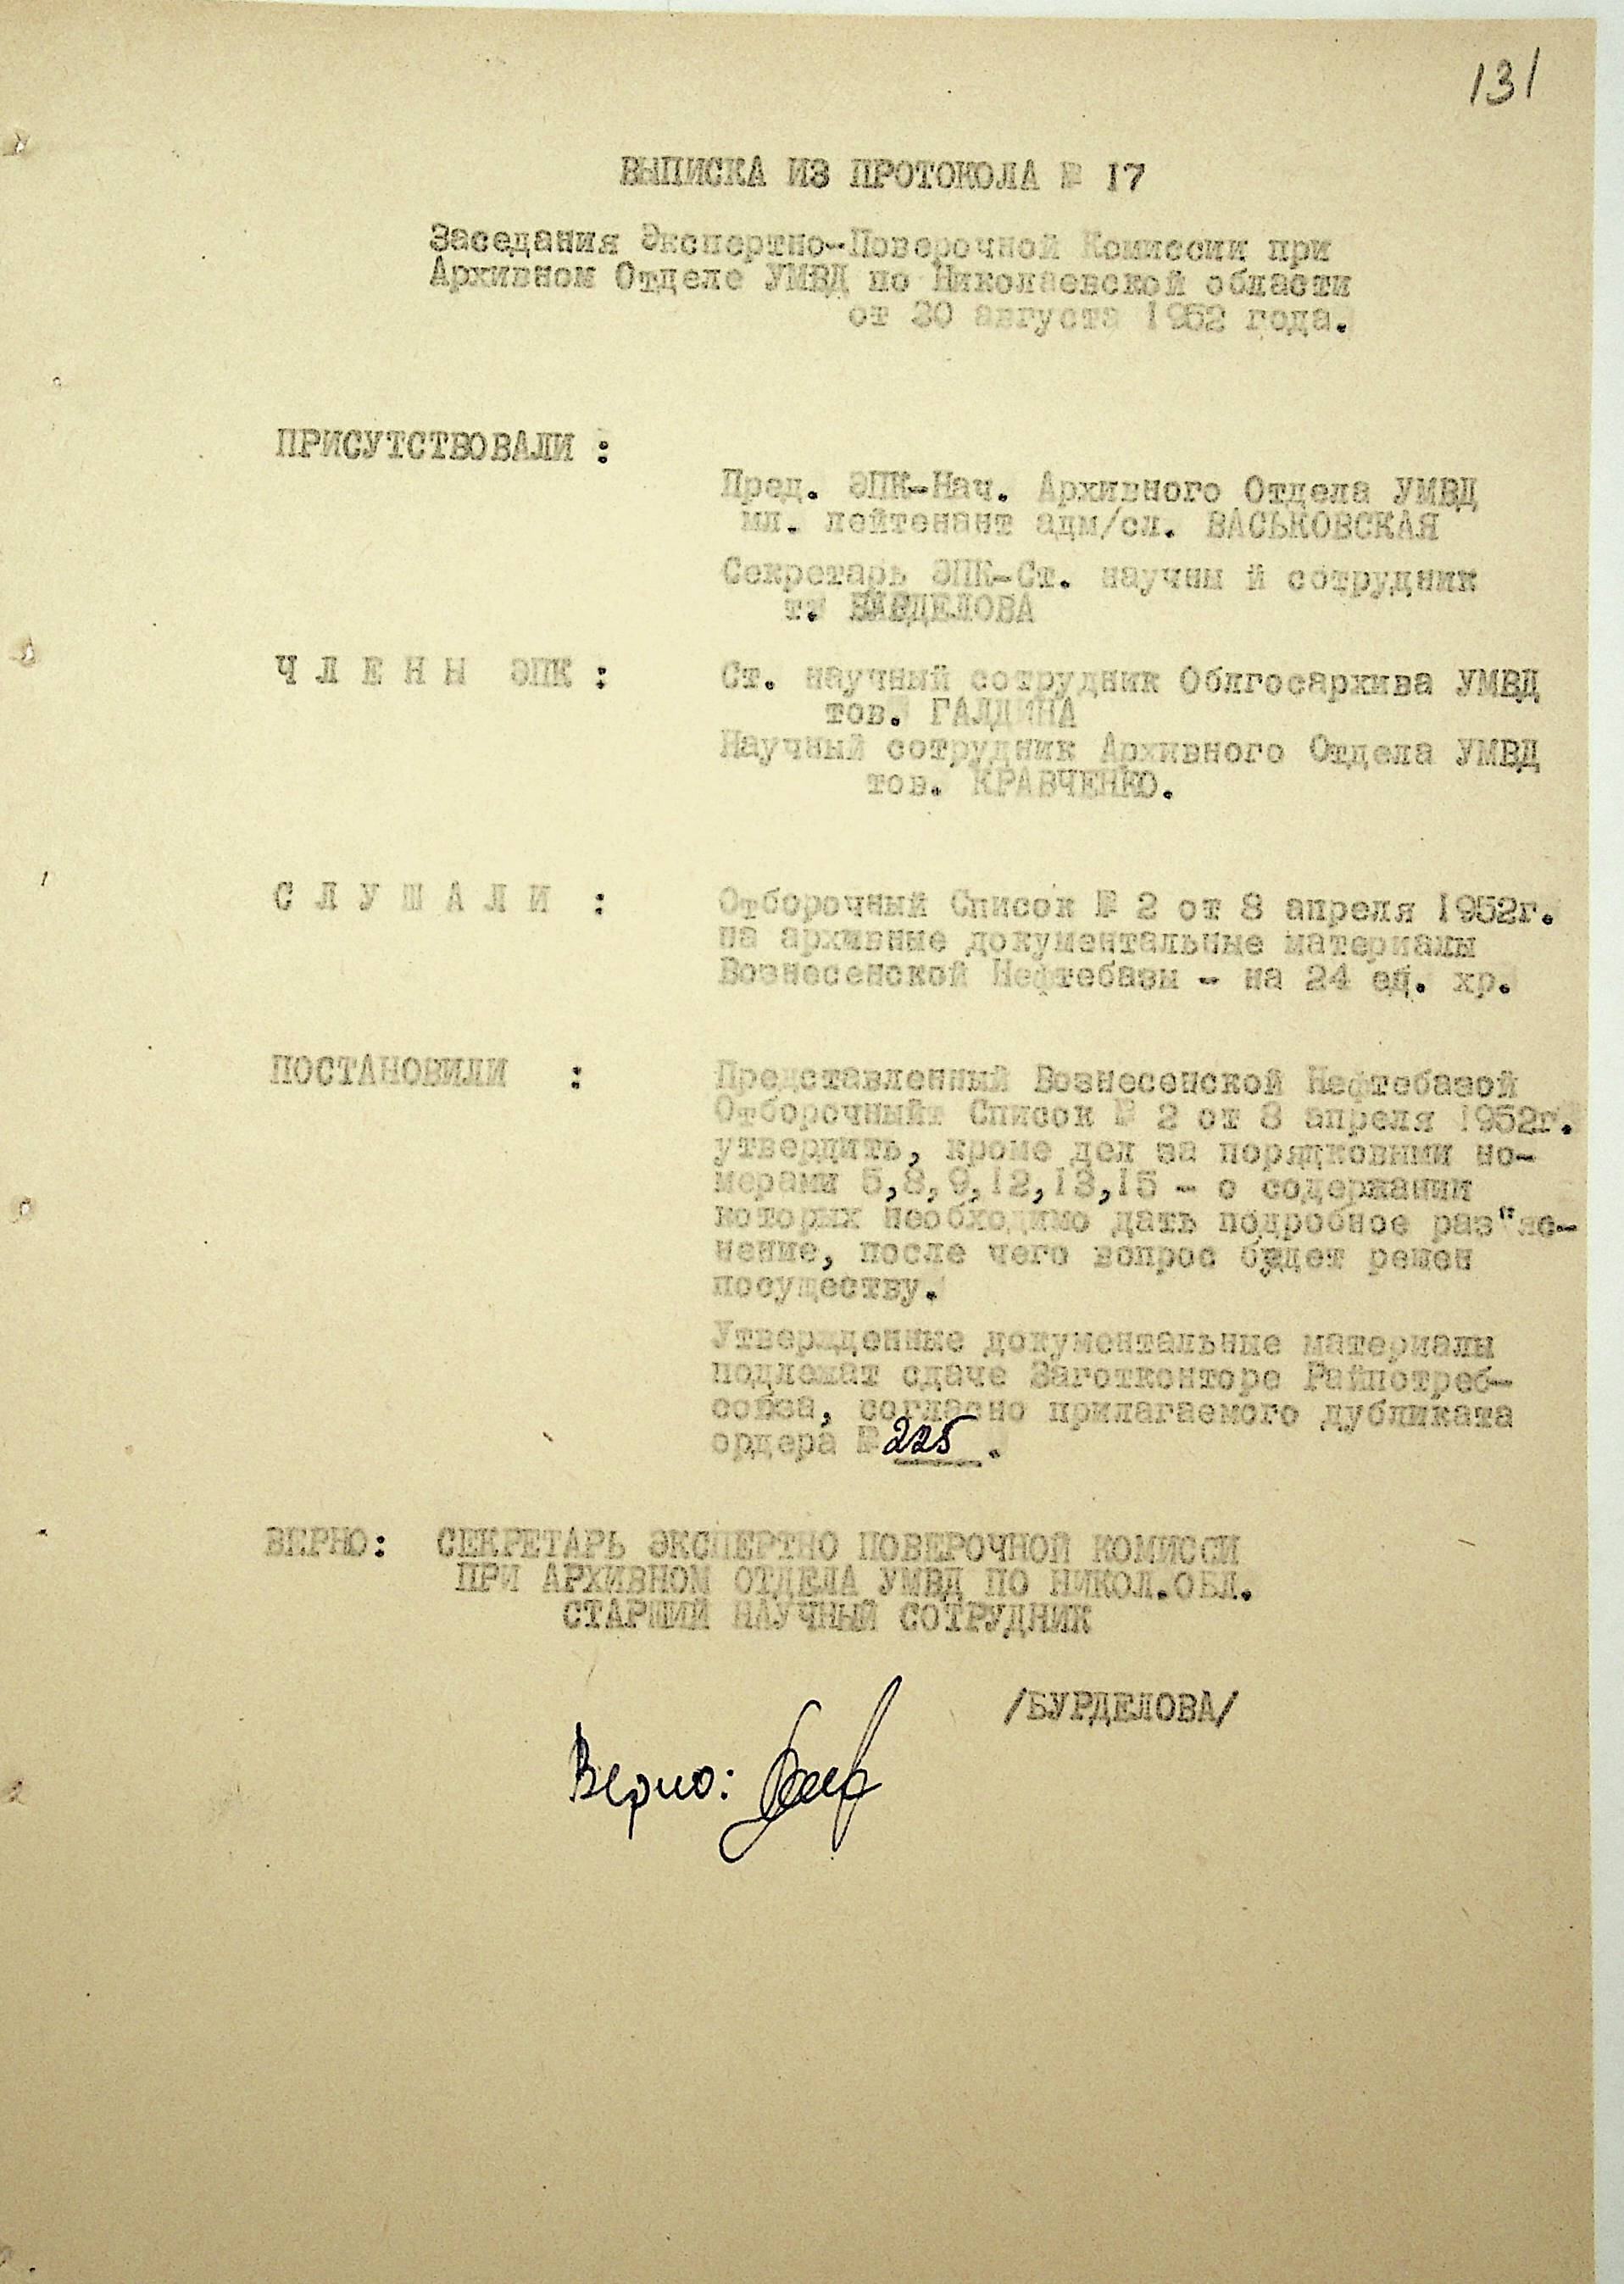 131
ВЫПИСКА ИЗ ПРОТОКОЛА № 17
Заседания Экспертно-Поверочной Комиссии при
Архивном Отделе УМВД по Николаевской области
от 20 августа 1952 года.
ПРИСУТСТВОВАЛИ :
Пред. ЭПК-Нач. Архивного Отдела УМВД
мл. лейтенант адм/сл. ВАСЬКОВСКАЯ
Секретарь ЭПК-Ст. научны й сотрудник
Ч Л Е Н Ы ЭПК : Ст. научный сотрудник Облгосархива УМВД
тов. ГАЛДИНА
Научный сотрудник Архивного Отдела УМВД
тов. КРАВЧЕНКО.
С Л У Ш А Л И : Отборочный Список № 2 от 8 апреля 1952г.
на архивные документальные материалы
Вознесенской Нефтебазы - на 24 ед. хр.
ПОСТАНОВИЛИ : Представленный Вознесенской Нефтебазой
Отборочный Список № 2 от 8 апреля 1952г.
утвердить, кроме дел за порядковыми но-
мерами 5,8,9,12,13,15 - о содержании
которых необходимо дать подробное раз"яс-
нение, после чего вопрос будет решен
посуществу.
Утвержденные документальные материалы
подлежат сдаче Заготконторе Райпотреб-
союза, согласно прилагаемого дубликата
ордера № 225 .
ВЕРНО: СЕКРЕТАРЬ ЭКСПЕРТНО ПОВЕРОЧНОЙ КОМИССИ
ПРИ АРХИВНОМ ОТДЕЛА УМВД ПО НИКОЛ.ОБЛ.
СТАРШИЙ НАУЧНЫЙ СОТРУДНИК
/БУРДЕЛОВА/
Верно: